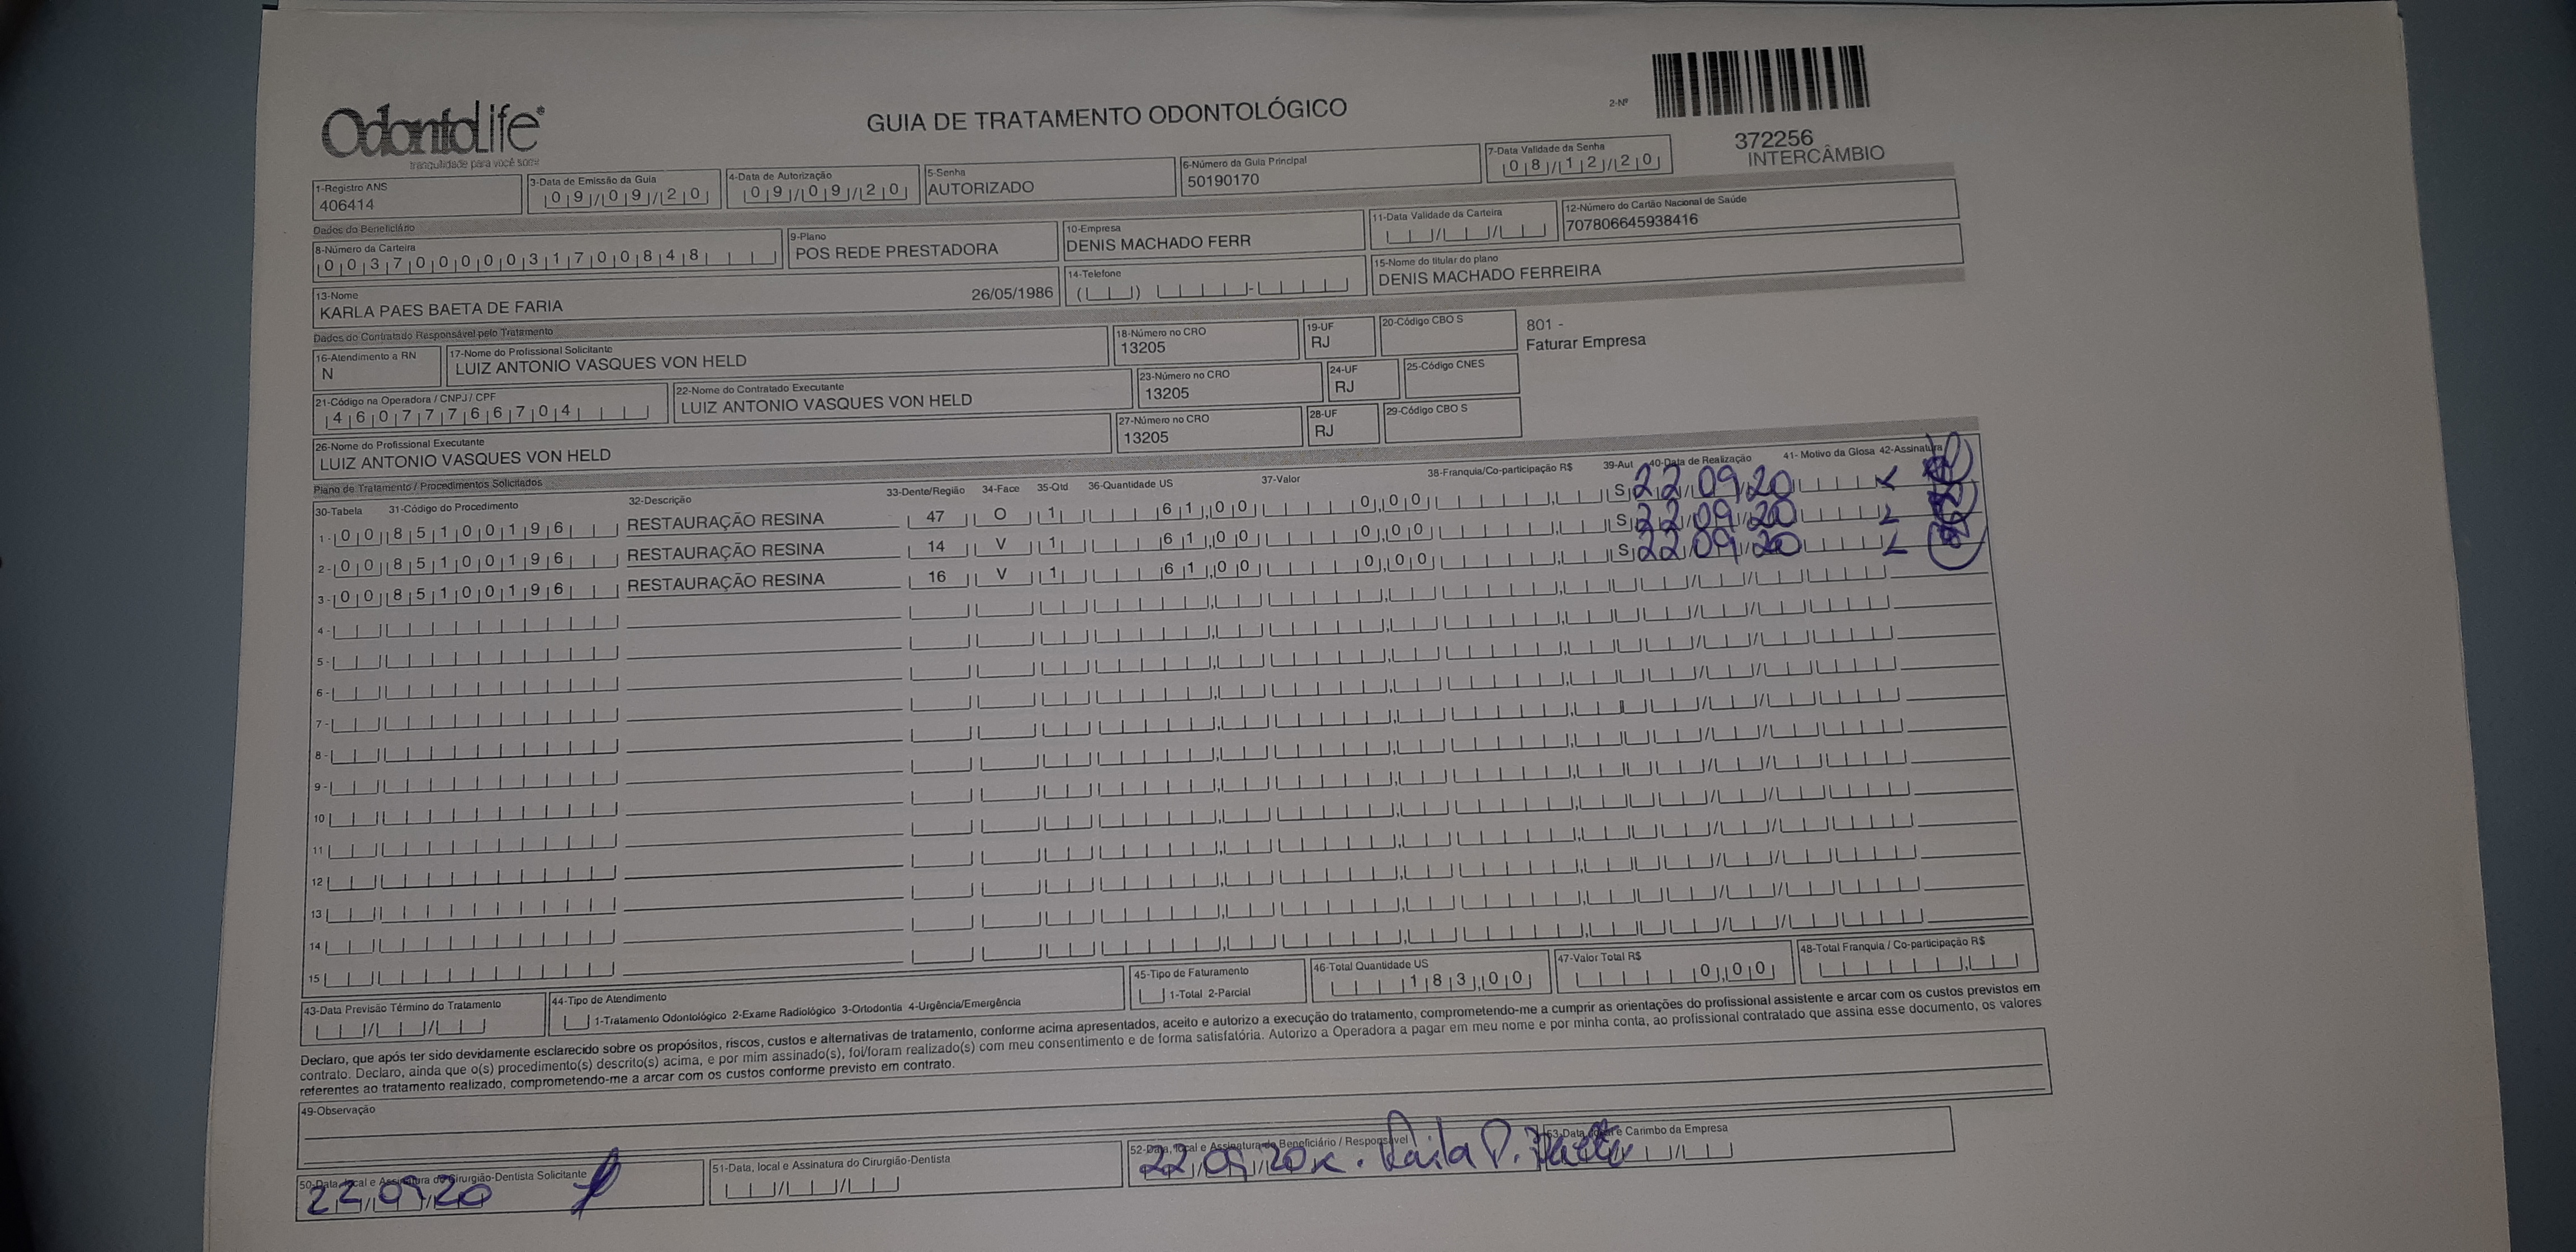 OdontoLife®
tranquilidade para você sorrir
GUIA DE TRATAMENTO ODONTOLÓGICO
2-Nº
372256
INTERCÂMBIO
1-Registro ANS
406414
3-Data de Emissão da Guia
09/09/20
4-Data de Autorização
09/09/20
5-Senha
AUTORIZADO
6-Número da Guia Principal
50190170
7-Data Validade da Senha
08/12/20
Dados do Beneficiário
8-Número da Carteira
00370000031700848
9-Plano
POS REDE PRESTADORA
10-Empresa
DENIS MACHADO FERR
11-Data Validade da Carteira
12-Número do Cartão Nacional de Saúde
707806645938416
13-Nome
KARLA PAES BAETA DE FARIA 26/05/1986
14-Telefone
15-Nome do titular do plano
DENIS MACHADO FERREIRA
Dados do Contratado Responsável pelo Tratamento
16-Atendimento a RN
N
17-Nome do Profissional Solicitante
LUIZ ANTONIO VASQUES VON HELD
18-Número no CRO
13205
19-UF
RJ
20-Código CBO S
801 -
Faturar Empresa
21-Código na Operadora / CNPJ / CPF
46077766704
22-Nome do Contratado Executante
LUIZ ANTONIO VASQUES VON HELD
23-Número no CRO
13205
24-UF
RJ
25-Código CNES
26-Nome do Profissional Executante
LUIZ ANTONIO VASQUES VON HELD
27-Número no CRO
13205
28-UF
RJ
29-Código CBO S
Plano de Tratamento / Procedimentos Solicitados
30-Tabela 31-Código do Procedimento 32-Descrição 33-Dente/Região 34-Face 35-Qtd 36-Quantidade US 37-Valor 38-Franquia/Co-participação R$ 39-Aut 40-Data de Realização 41- Motivo da Glosa 42-Assinatura
1- 00 85100196 RESTAURAÇÃO RESINA 47 O 1 61,00 0,00 S 22/09/20
2- 00 85100196 RESTAURAÇÃO RESINA 14 V 1 61,00 0,00 S 22/09/20
3- 00 85100196 RESTAURAÇÃO RESINA 16 V 1 61,00 0,00 S 22/09/20
4-
5-
6-
7-
8-
9-
10
11
12
13
14
15
43-Data Previsão Término do Tratamento
44-Tipo de Atendimento
1-Tratamento Odontológico 2-Exame Radiológico 3-Ortodontia 4-Urgência/Emergência
45-Tipo de Faturamento
1-Total 2-Parcial
46-Total Quantidade US
183,00
47-Valor Total R$
0,00
48-Total Franquia / Co-participação R$
Declaro, que após ter sido devidamente esclarecido sobre os propósitos, riscos, custos e alternativas de tratamento, conforme acima apresentados, aceito e autorizo a execução do tratamento, comprometendo-me a cumprir as orientações do profissional assistente e arcar com os custos previstos em
contrato. Declaro, ainda que o(s) procedimento(s) descrito(s) acima, e por mim assinado(s), foi/foram realizado(s) com meu consentimento e de forma satisfatória. Autorizo a Operadora a pagar em meu nome e por minha conta, ao profissional contratado que assina esse documento, os valores
referentes ao tratamento realizado, comprometendo-me a arcar com os custos conforme previsto em contrato.
49-Observação
50-Data, local e Assinatura do Cirurgião-Dentista Solicitante
22/09/20
51-Data, local e Assinatura do Cirurgião-Dentista
52-Data, local e Assinatura do Beneficiário / Responsável
22/09/20 Karla P.
53-Data, local e Carimbo da Empresa